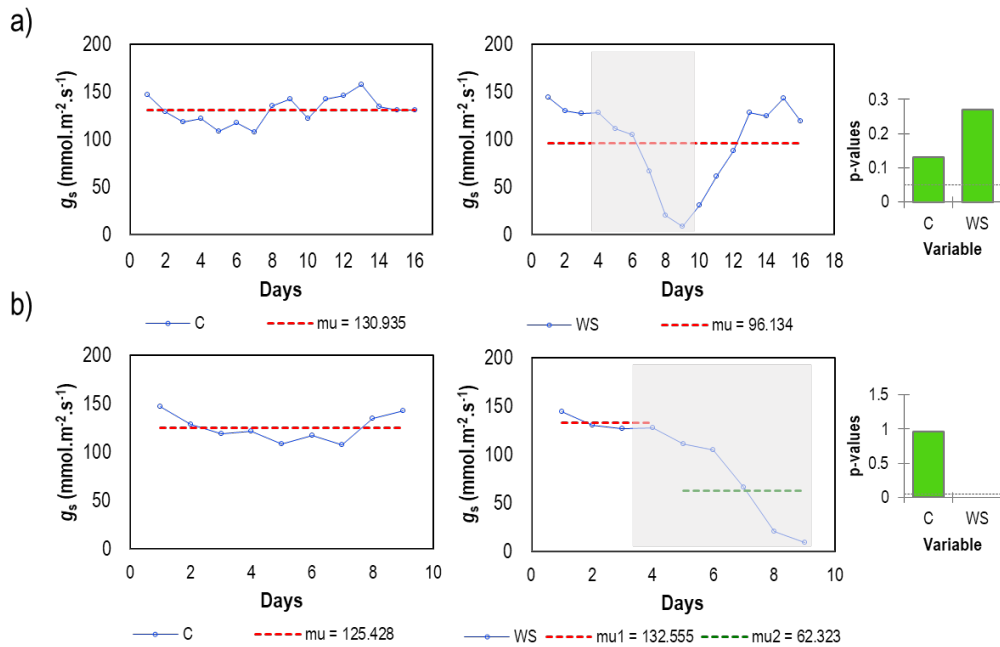 a)
200
150
100
50
0
gs (mmol.m-2.s-1)
0 2 4 6 8 10 12 14 16 18
Days
C mu = 130.935
200
150
100
50
0
gs (mmol.m-2.s-1)
0 2 4 6 8 10 12 14 16 18
Days
WS mu = 96.134
0.3
0.2
0.1
0
p-values
C WS
Variable
b)
200
150
100
50
0
gs (mmol.m-2.s-1)
0 2 4 6 8 10
Days
C mu = 125.428
200
150
100
50
0
gs (mmol.m-2.s-1)
0 2 4 6 8 10
Days
WS mu1 = 132.555 mu2 = 62.323
1.5
1
0.5
0
p-values
C WS
Variable